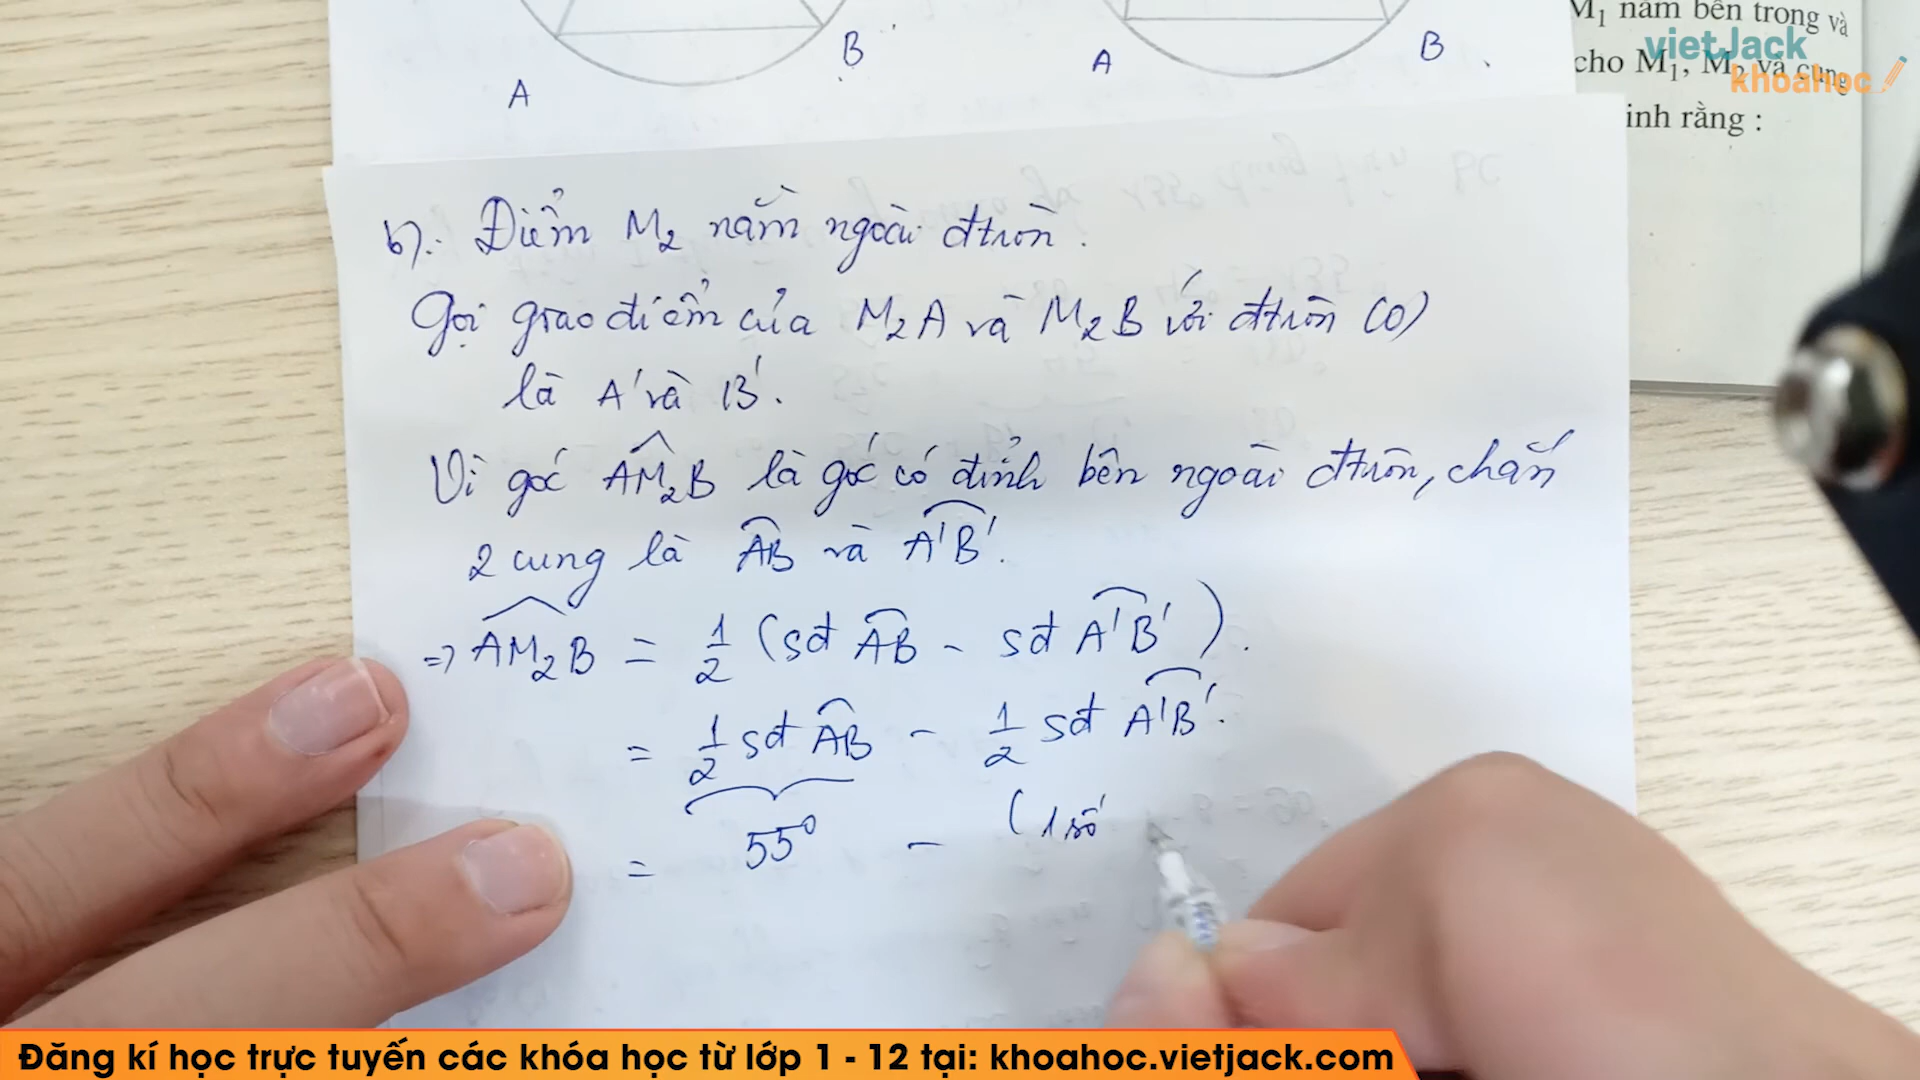 M₁ nằm bên trong và
vietJack
cho M₁, M₂ và cung
khoahoc
inh rằng :
A
B
A
B
b). Điểm M₂ nằm ngoài đtròn.
Gọi giao điểm của M₂A và M₂B với đtròn (O)
là A' và B'.
Vì góc AM₂B là góc có đỉnh bên ngoài đtròn, chắn
2 cung là AB và A'B'.
=> AM₂B = 1/2 (sđ AB - sđ A'B').
= 1/2 sđ AB - 1/2 sđ A'B'.
= 55° - (1 số
Đăng kí học trực tuyến các khóa học từ lớp 1 - 12 tại: khoahoc.vietjack.com